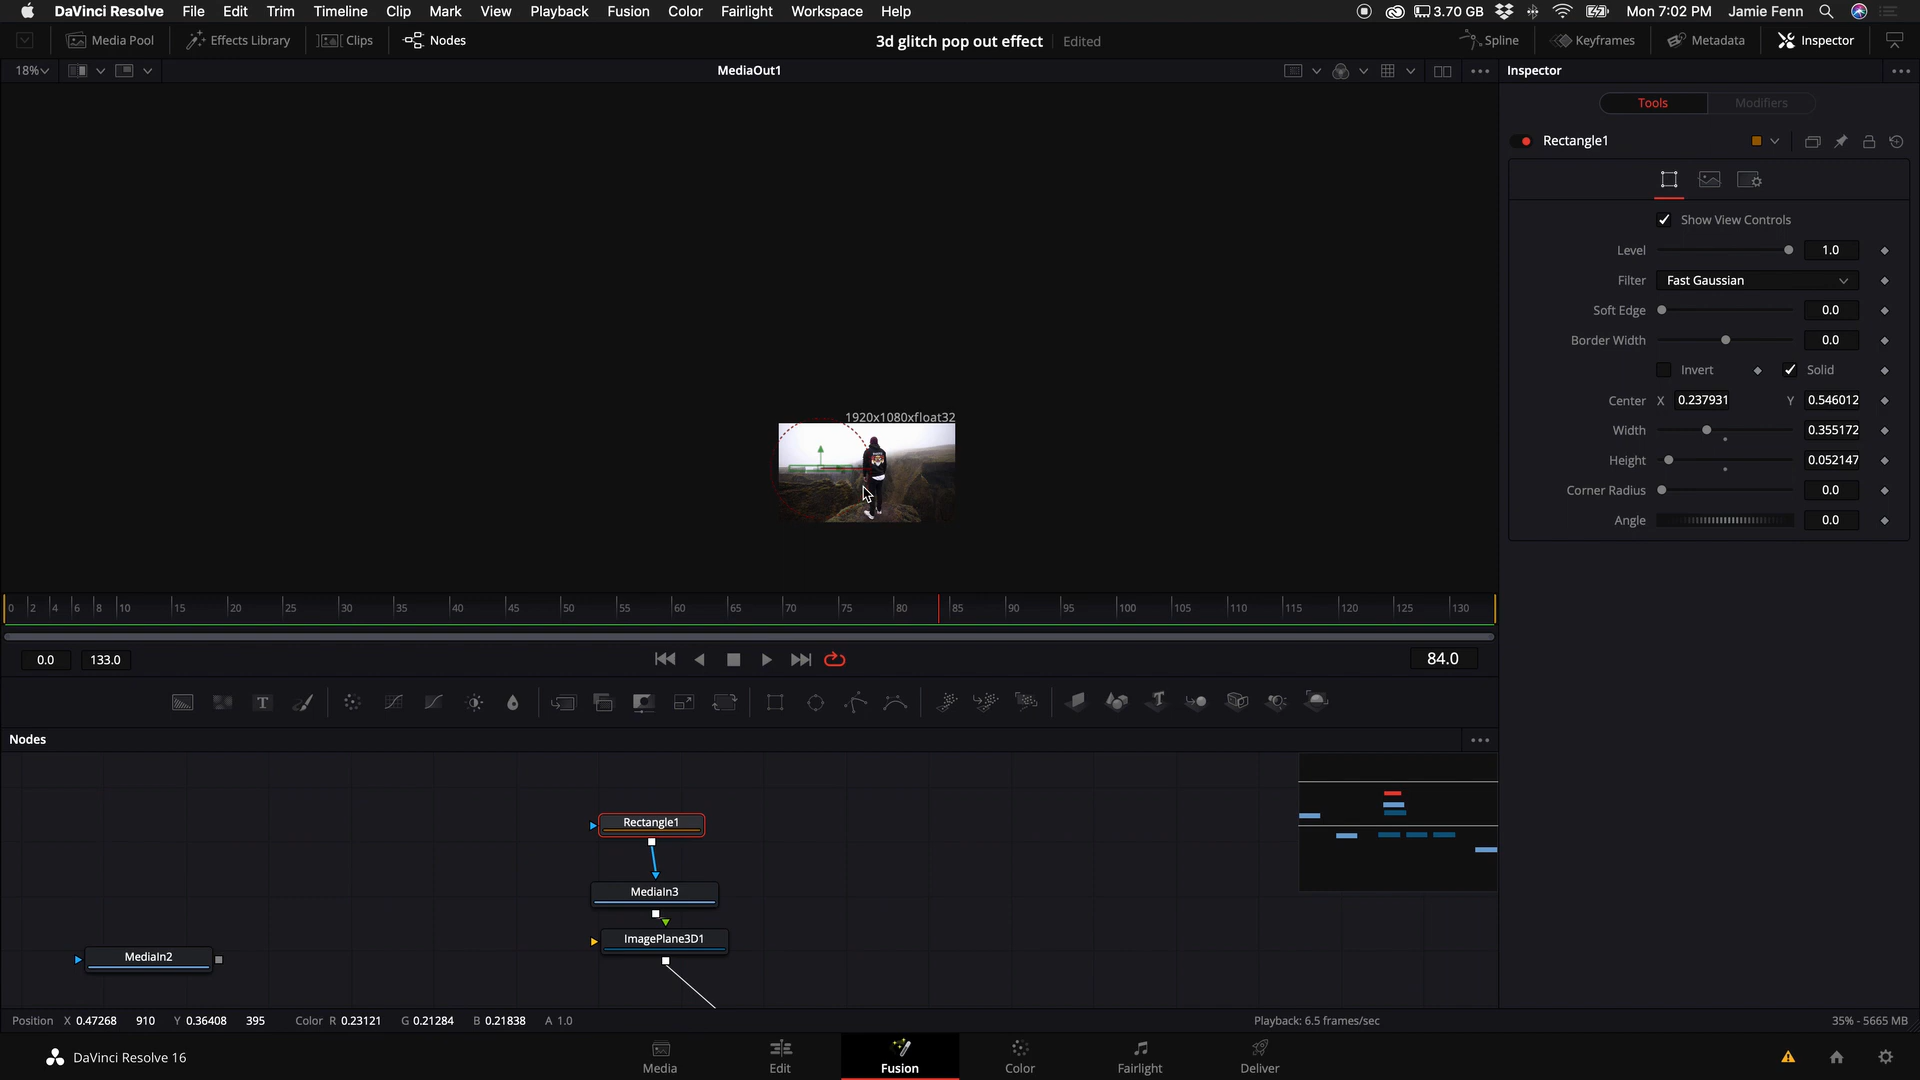 DaVinci Resolve File Edit Trim Timeline Clip Mark View Playback Fusion Color Fairlight Workspace Help 3.70 GB Mon 7:02 PM Jamie Fenn
Media Pool Effects Library Clips Nodes 3d glitch pop out effect Edited Spline Keyframes Metadata Inspector
18% MediaOut1 Inspector
Tools Modifiers
Rectangle1
Show View Controls
Level 1.0
Filter Fast Gaussian
Soft Edge 0.0
Border Width 0.0
Invert Solid
Center X 0.237931 Y 0.546012
Width 0.355172
Height 0.052147
Corner Radius 0.0
Angle 0.0
1920x1080xfloat32
0 2 4 6 8 10 15 20 25 30 35 40 45 50 55 60 65 70 75 80 85 90 95 100 105 110 115 120 125 130
0.0 133.0 84.0
Nodes
Rectangle1
MediaIn3
ImagePlane3D1
MediaIn2
Position X 0.47268 910 Y 0.36408 395 Color R 0.23121 G 0.21284 B 0.21838 A 1.0 Playback: 6.5 frames/sec 35% - 5665 MB
DaVinci Resolve 16 Media Edit Fusion Color Fairlight Deliver